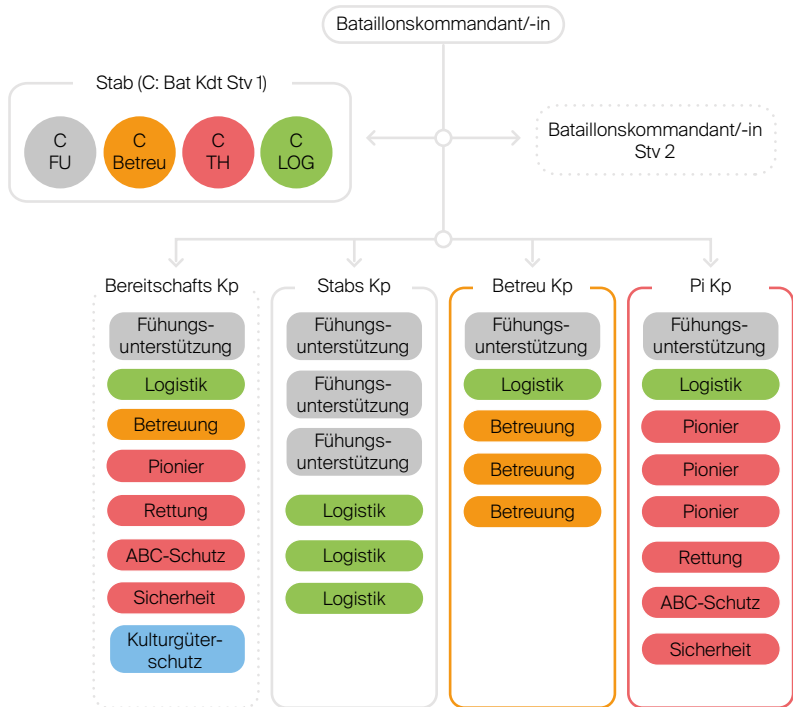 Bataillonskommandant/-in
Stab (C: Bat Kdt Stv 1)
C
FU
C
Betreu
C
TH
C
LOG
Bataillonskommandant/-in
Stv 2
Bereitschafts Kp
Fühungs-
unterstützung
Logistik
Betreuung
Pionier
Rettung
ABC-Schutz
Sicherheit
Kulturgüter-
schutz
Stabs Kp
Fühungs-
unterstützung
Fühungs-
unterstützung
Fühungs-
unterstützung
Logistik
Logistik
Logistik
Betreu Kp
Fühungs-
unterstützung
Logistik
Betreuung
Betreuung
Betreuung
Pi Kp
Fühungs-
unterstützung
Logistik
Pionier
Pionier
Pionier
Rettung
ABC-Schutz
Sicherheit